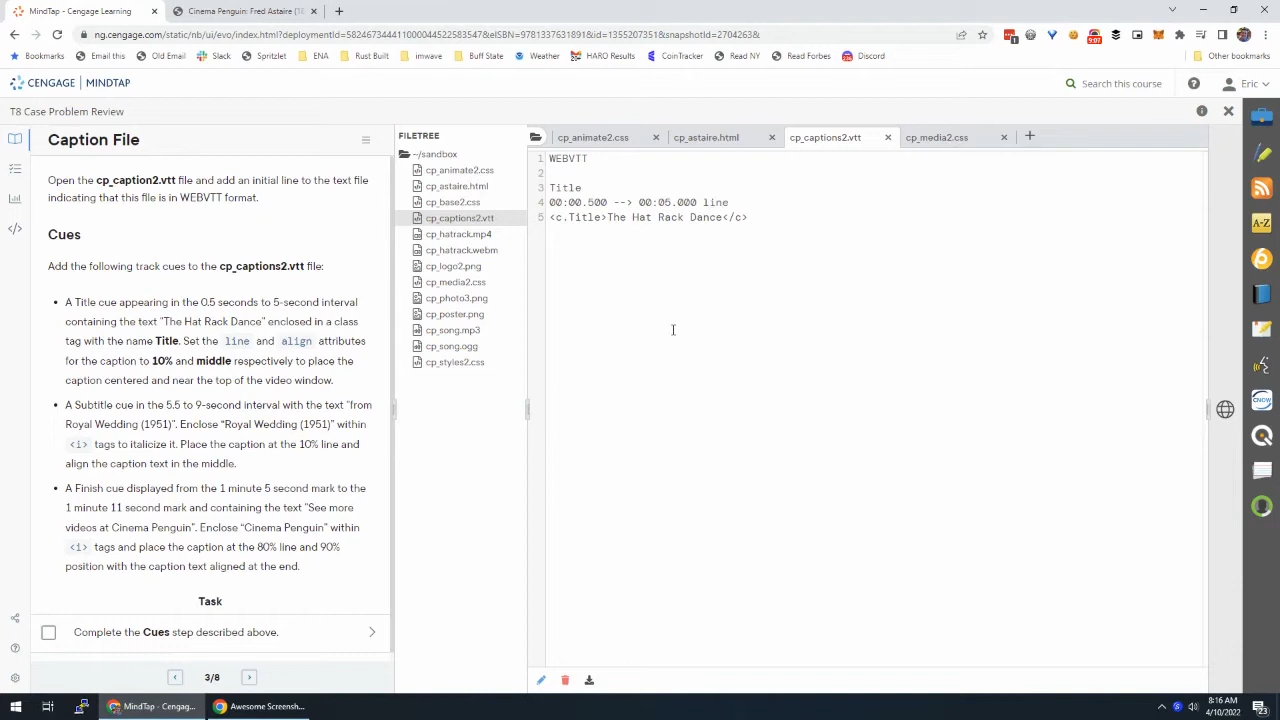 MindTap - Cengage Learning
Cinema Penguin: Fred Astaire (18
ng.cengage.com/static/nb/ui/evo/index.html?deploymentId=58246734441100044522583547&eISBN=9781337631891&id=1355207351&snapshotId=2704263&
Bookmarks
Email this
Old Email
Slack
Spritzlet
ENA
Rust Built
imwave
Buff State
HARO Results
CoinTracker
Read NY
Read Forbes
Discord
Other bookmarks
CENGAGE | MINDTAP
Search this course
Eric
T8 Case Problem Review
Caption File
Open the cp_caption2.vtt file and add an initial line to the text file
indicating that this file is in WEBVTT format.
Cues
Add the following track cues to the cp_captions2.vtt file:
• A Title cue appearing in the 0.5 seconds to 5-second interval
containing the text "The Hat Rack Dance" enclosed in a class
tag with the name Title. Set the line and align attributes
for the caption to 10% and middle respectively to place the
caption centered and near the top of the video window.
• A Subtitle cue in the 5.5 to 9-second interval with the text "from
Royal Wedding (1951)". Enclose "Royal Wedding (1951)" within
<i> tags to italicize it. Place the caption at the 10% line and
align the caption text in the middle.
• A Finish cue displayed from the 1 minute 5 second mark to the
1 minute 11 second mark and containing the text "See more
videos at Cinema Penguin". Enclose "Cinema Penguin" within
<i> tags and place the caption at the 80% line and 90%
position with the caption text aligned at the end.
Task
Complete the Cues step described above.
3/8
FILETREE
~/sandbox
cp_animate2.css
cp_astaire.html
cp_base2.css
cp_captions2.vtt
cp_hatrack.mp4
cp_hatrack.webm
cp_logo2.png
cp_media2.css
cp_photo3.png
cp_poster.png
cp_song.mp3
cp_song.ogg
cp_styles2.css
cp_animate2.css
cp_astaire.html
cp_captions2.vtt
cp_media2.css
1 WEBVTT
2
3 Title
4 00:00.500 --> 00:05.000 line
5 <c.Title>The Hat Rack Dance</c>
A-Z
CNOW
MindTap - Cengag...
Awesome Screensh...
8:16 AM
4/10/2022
23